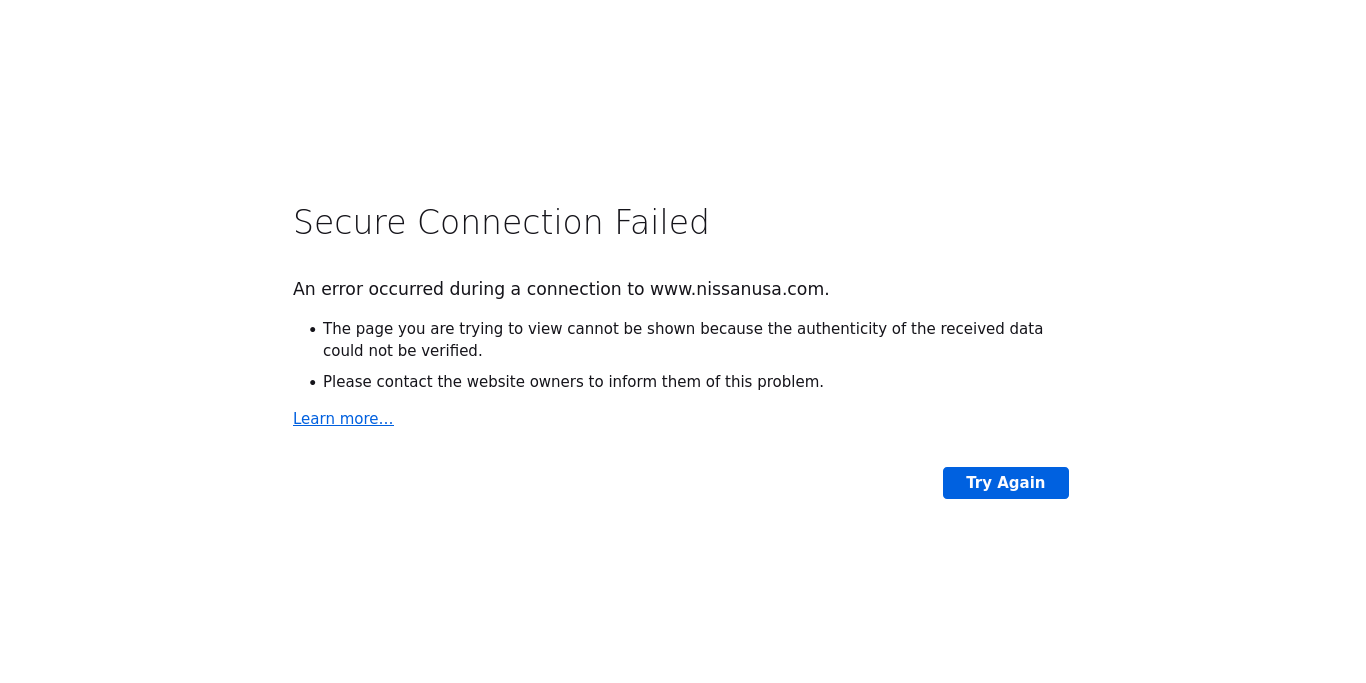 Secure Connection Failed
An error occurred during a connection to www.nissanusa.com.
• The page you are trying to view cannot be shown because the authenticity of the received data
could not be verified.
• Please contact the website owners to inform them of this problem.
Learn more…
Try Again